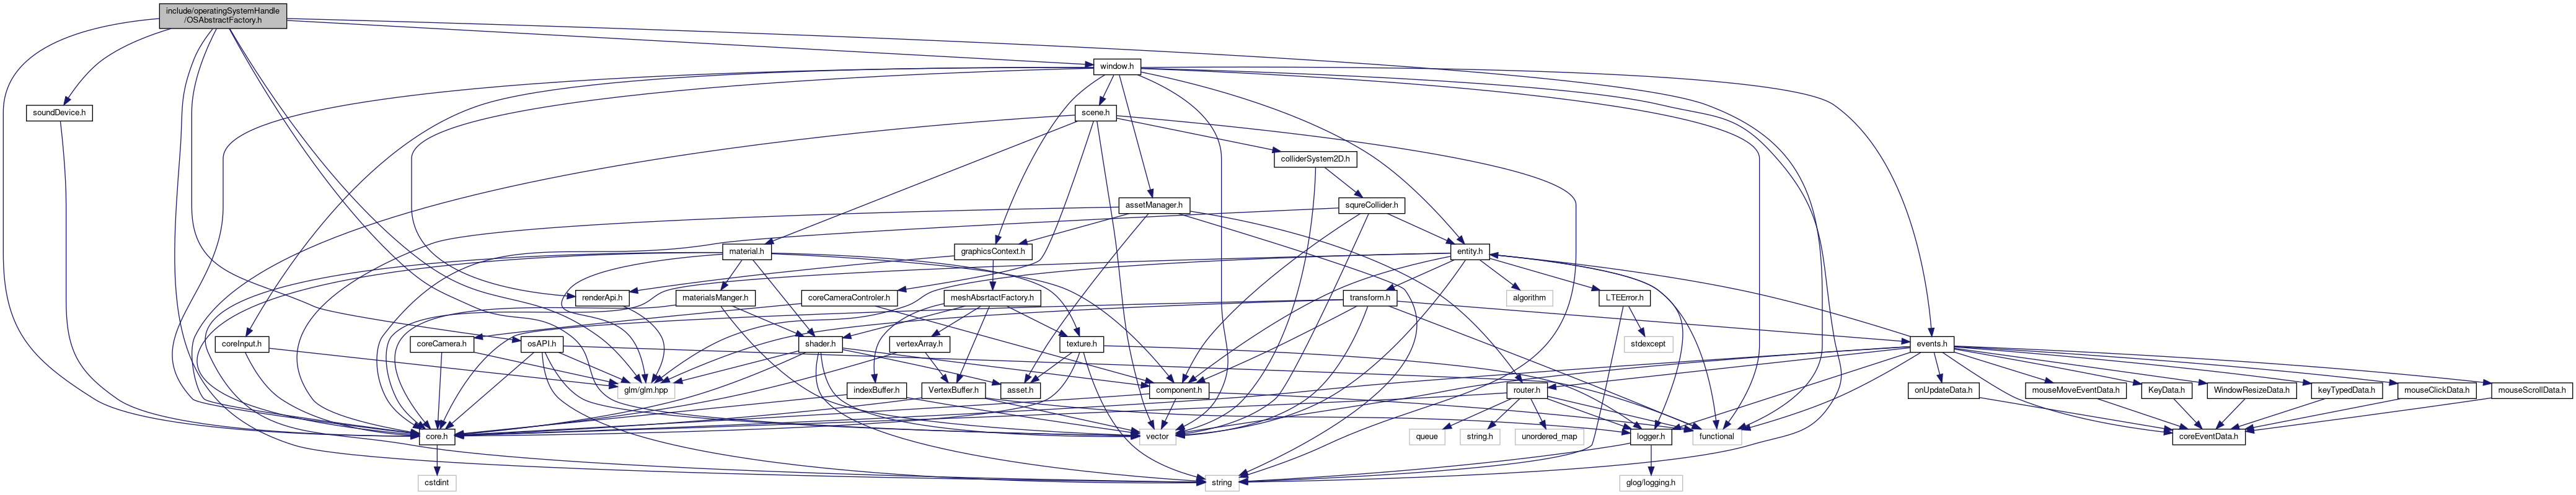 include/operatingSystemHandle
/OSAbstractFactory.h
window.h
soundDevice.h
scene.h
colliderSystem2D.h
assetManager.h
squreCollider.h
material.h
graphicsContext.h
entity.h
renderApi.h
materialsManger.h
coreCameraControler.h
meshAbsrtactFactory.h
transform.h
algorithm
LTEError.h
coreInput.h
coreCamera.h
osAPI.h
shader.h
vertexArray.h
texture.h
stdexcept
events.h
glm/glm.hpp
indexBuffer.h
VertexBuffer.h
asset.h
component.h
router.h
onUpdateData.h
mouseMoveEventData.h
KeyData.h
WindowResizeData.h
keyTypedData.h
mouseClickData.h
mouseScrollData.h
core.h
vector
queue
string.h
unordered_map
logger.h
functional
coreEventData.h
cstdint
string
glog/logging.h